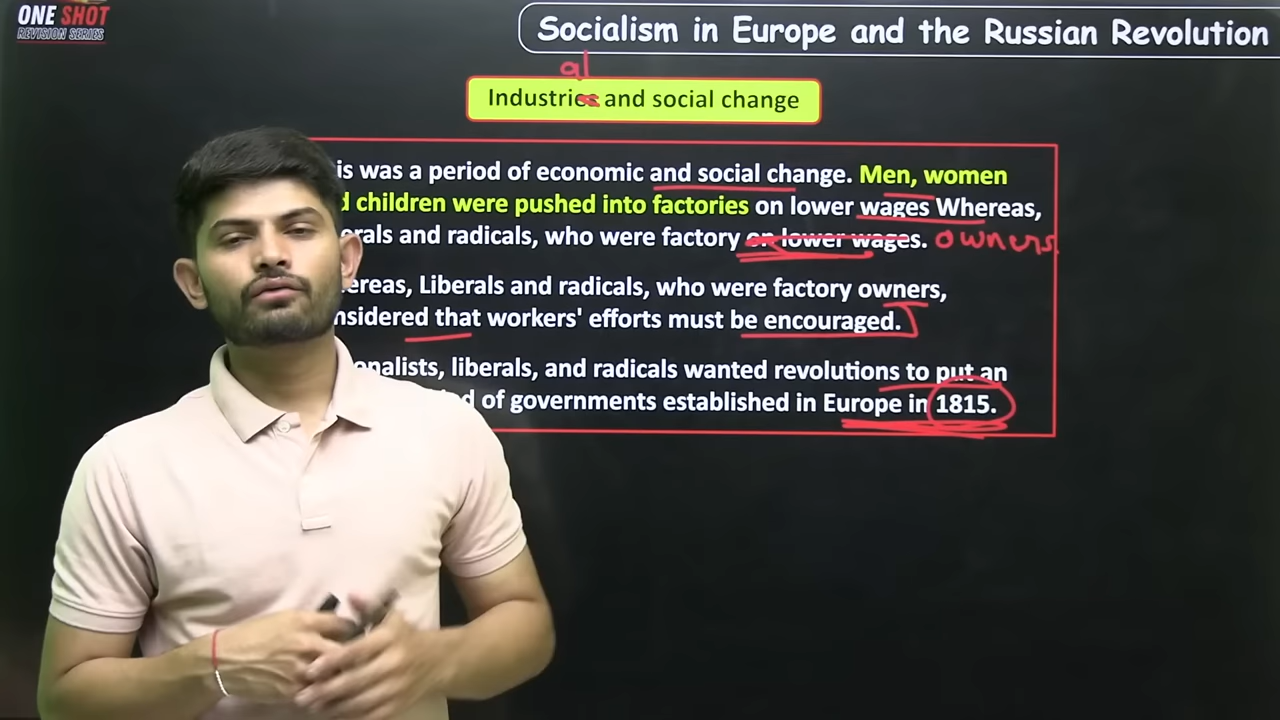 ONE SHOT
REVISION SERIES
Socialism in Europe and the Russian Revolution
al
Industries and social change
is was a period of economic and social change. Men, women
children were pushed into factories on lower wages Whereas,
erals and radicals, who were factory on lower wages. owners
ereas, Liberals and radicals, who were factory owners,
nsidered that workers' efforts must be encouraged.
onalists, liberals, and radicals wanted revolutions to put an
of governments established in Europe in 1815.